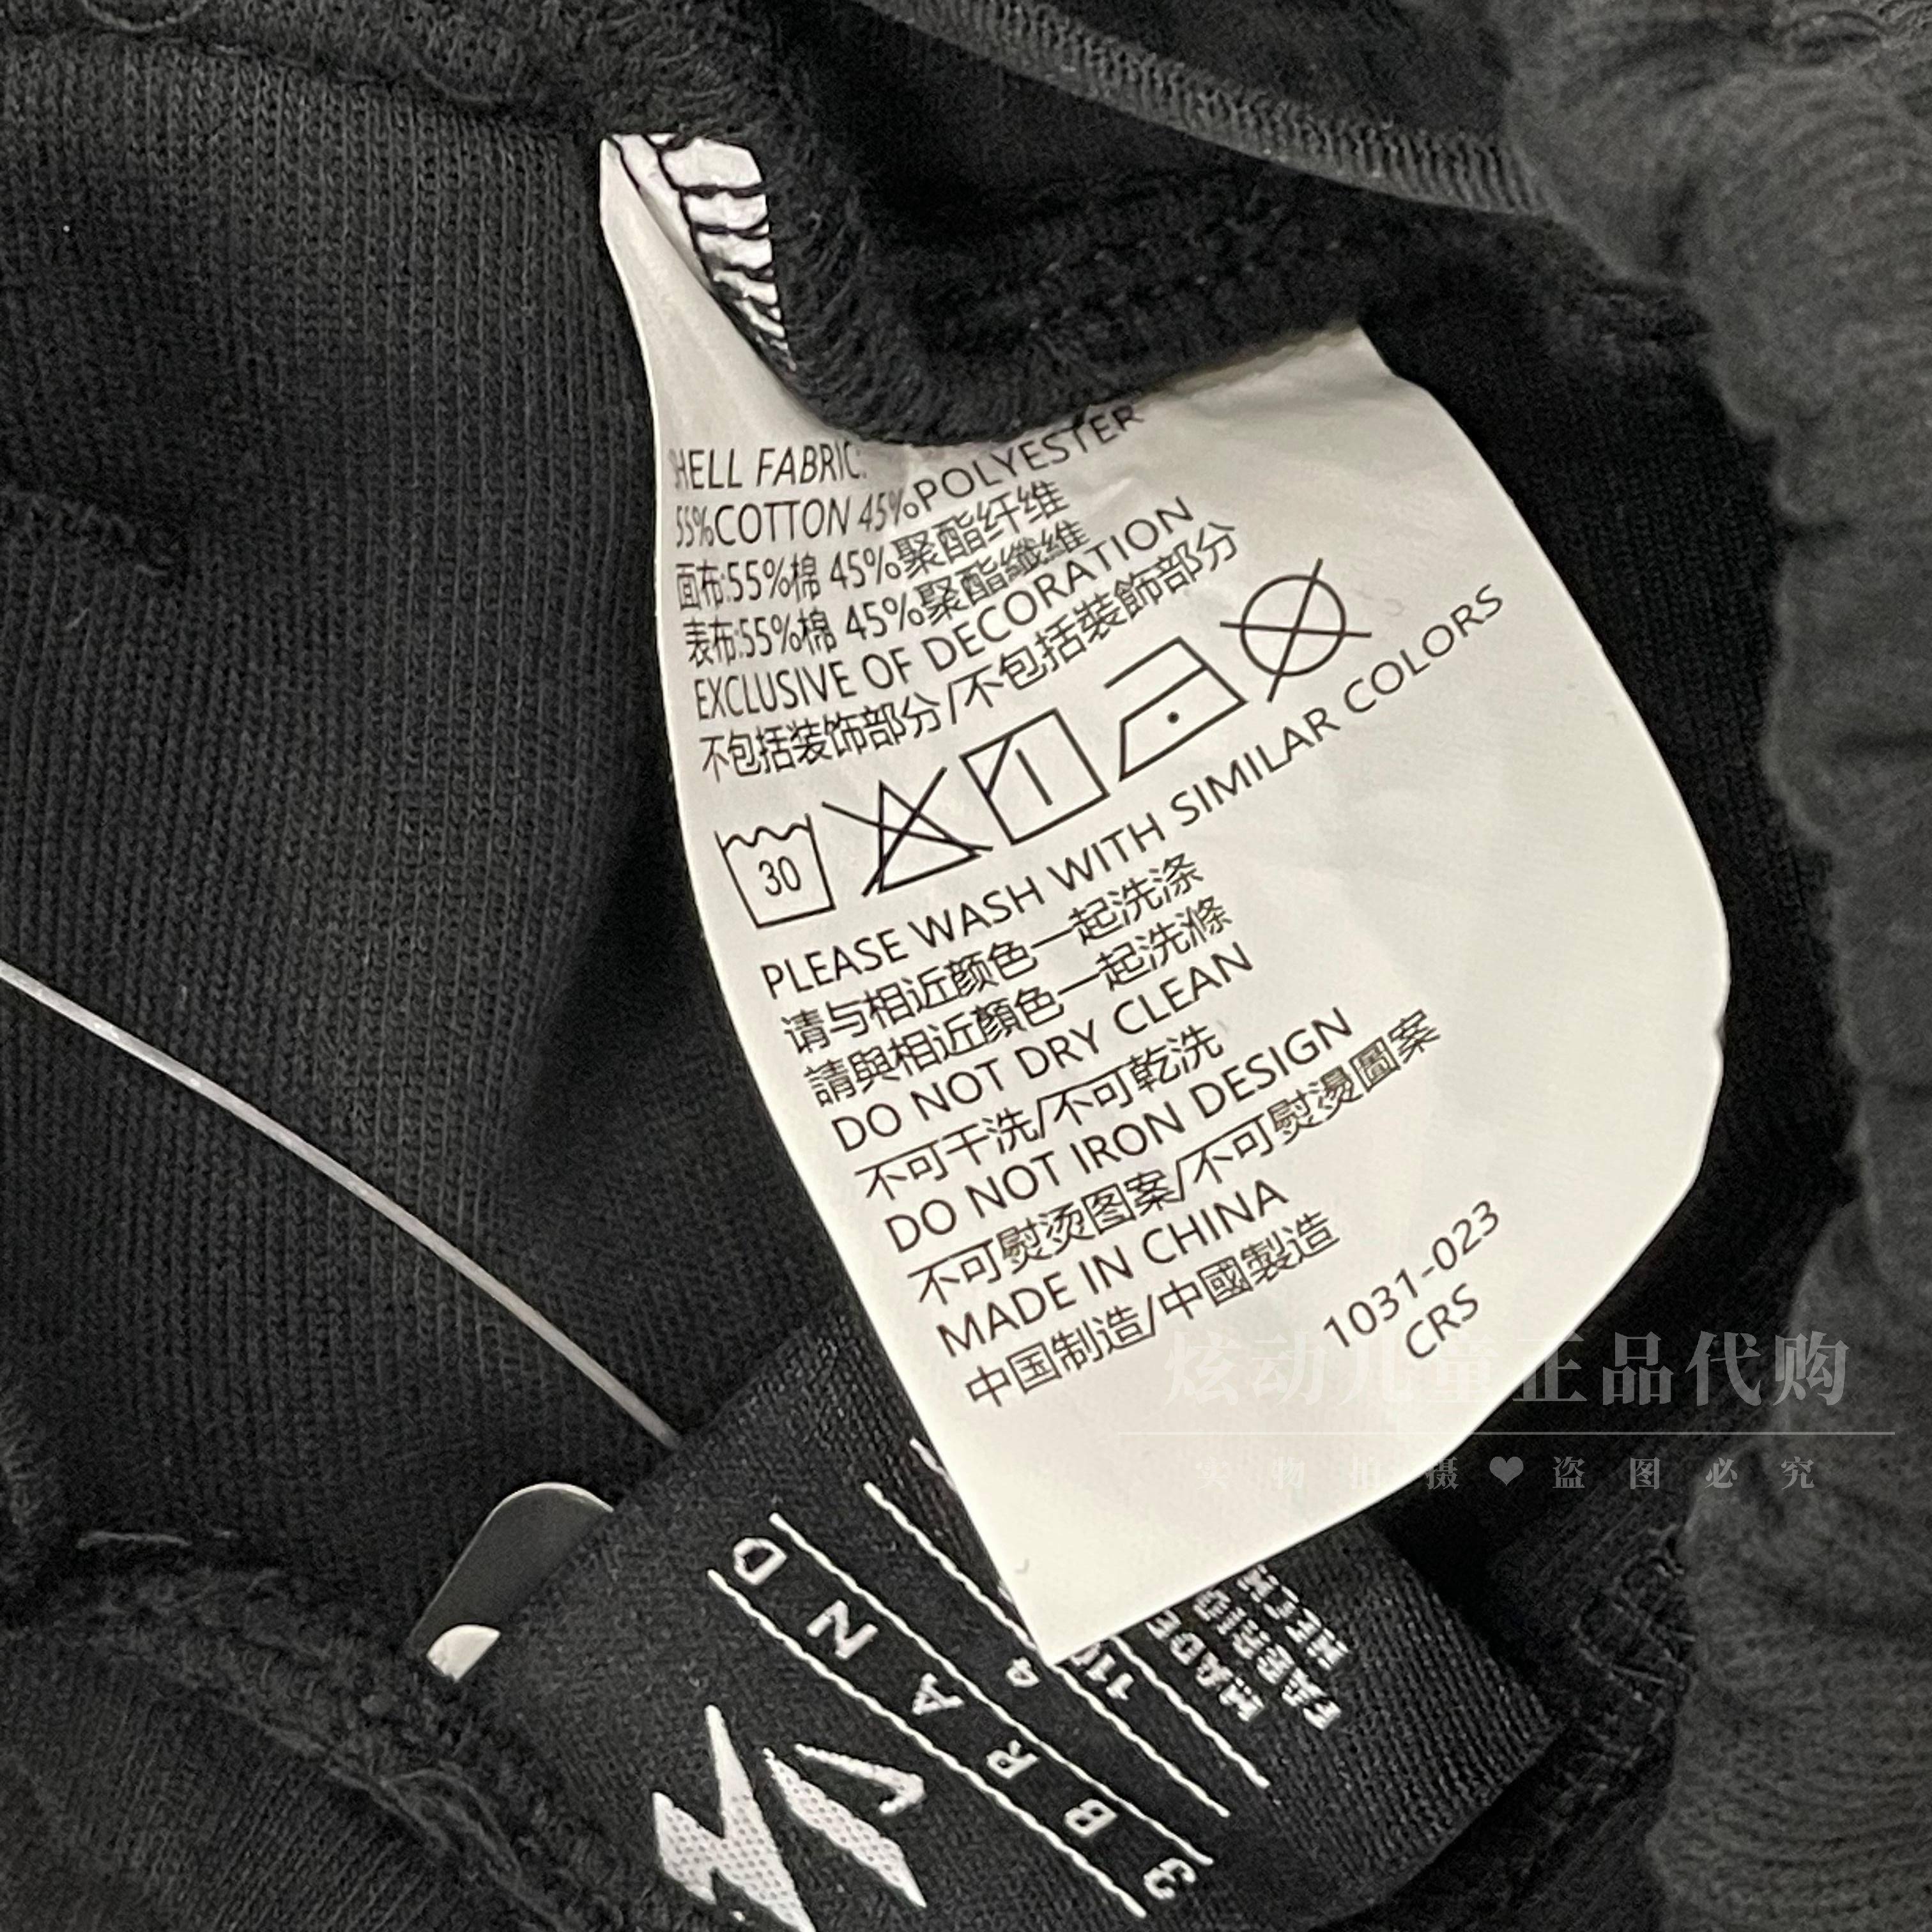 HELL FABRIC:
55%COTTON 45%POLYESTER
面布:55%棉 45%聚酯纤维
表布:55%棉 45%聚酯纖維
EXCLUSIVE OF DECORATION
不包括装饰部分/不包括裝飾部分
30
PLEASE WASH WITH SIMILAR COLORS
请与相近颜色一起洗涤
請與相近顏色一起洗滌
DO NOT DRY CLEAN
不可干洗/不可乾洗
DO NOT IRON DESIGN
不可熨烫图案/不可熨燙圖案
MADE IN CHINA
中国制造/中國製造
1031-023
CRS
炫动儿童正品代购
实物拍摄❤盗图必究
BRAND
4
110
MADE
FABRIC